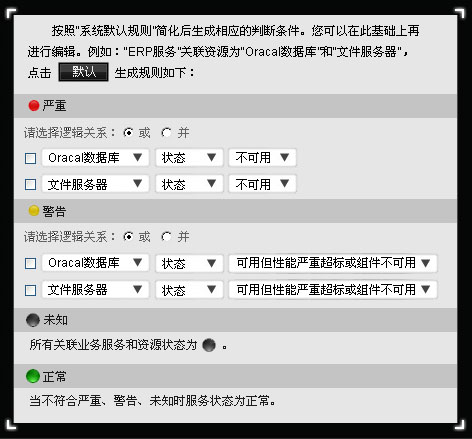 按照"系统默认规则"简化后生成相应的判断条件。您可以在此基础上再
进行编辑。例如："ERP服务"关联资源为"Oracal数据库"和"文件服务器"，
点击 默认 生成规则如下：
严重
请选择逻辑关系： 或 并
Oracal数据库 状态 不可用
文件服务器 状态 不可用
警告
请选择逻辑关系： 或 并
Oracal数据库 状态 可用但性能严重超标或组件不可用
文件服务器 状态 可用但性能严重超标或组件不可用
未知
所有关联业务服务和资源状态为 。
正常
当不符合严重、警告、未知时服务状态为正常。